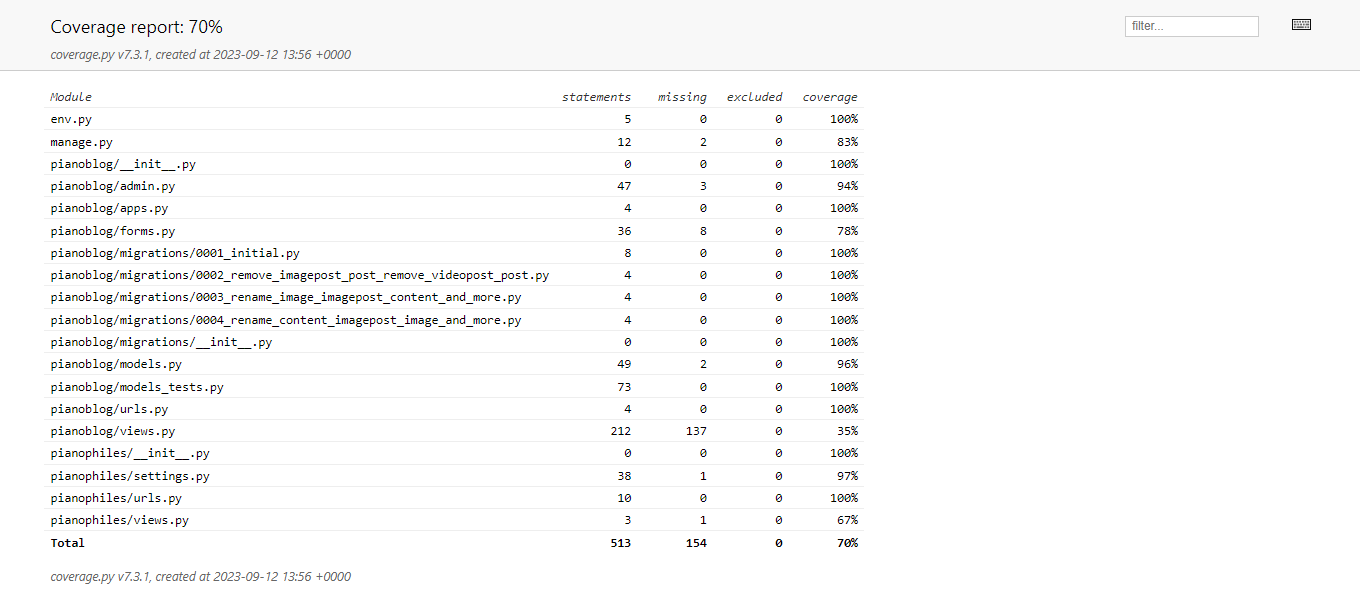 Coverage report: 70%
filter...
coverage.py v7.3.1, created at 2023-09-12 13:56 +0000
Module statements missing excluded coverage
env.py 5 0 0 100%
manage.py 12 2 0 83%
pianoblog/__init__.py 0 0 0 100%
pianoblog/admin.py 47 3 0 94%
pianoblog/apps.py 4 0 0 100%
pianoblog/forms.py 36 8 0 78%
pianoblog/migrations/0001_initial.py 8 0 0 100%
pianoblog/migrations/0002_remove_imagepost_post_remove_videopost_post.py 4 0 0 100%
pianoblog/migrations/0003_rename_image_imagepost_content_and_more.py 4 0 0 100%
pianoblog/migrations/0004_rename_content_imagepost_image_and_more.py 4 0 0 100%
pianoblog/migrations/__init__.py 0 0 0 100%
pianoblog/models.py 49 2 0 96%
pianoblog/models_tests.py 73 0 0 100%
pianoblog/urls.py 4 0 0 100%
pianoblog/views.py 212 137 0 35%
pianophiles/__init__.py 0 0 0 100%
pianophiles/settings.py 38 1 0 97%
pianophiles/urls.py 10 0 0 100%
pianophiles/views.py 3 1 0 67%
Total 513 154 0 70%
coverage.py v7.3.1, created at 2023-09-12 13:56 +0000